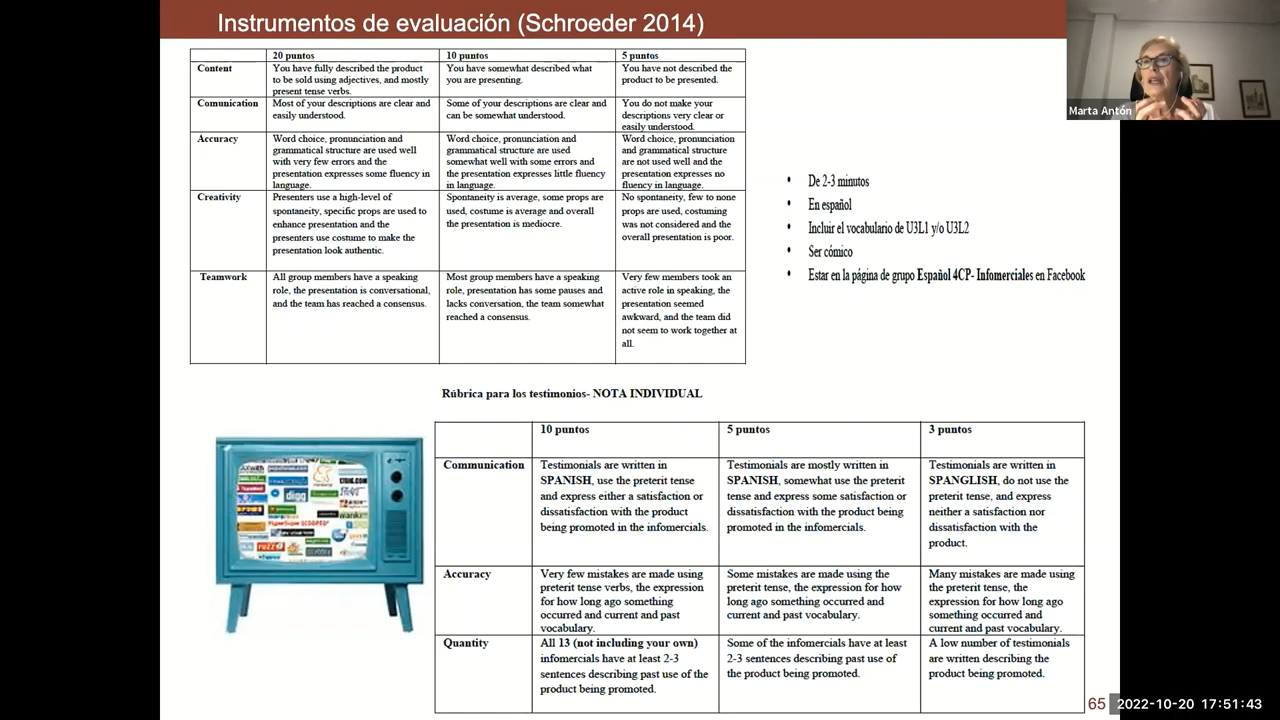 Instrumentos de evaluación (Schroeder 2014)
Marta Antón
20 puntos
10 puntos
5 puntos
Content
You have fully described the product
to be sold using adjectives, and mostly
present tense verbs.
You have somewhat described what
you are presenting.
You have not described the
product to be presented.
Comunication
Most of your descriptions are clear and
easily understood.
Some of your descriptions are clear and
can be somewhat understood.
You do not make your
descriptions very clear or
easily understood.
Accuracy
Word choice, pronunciation and
grammatical structure are used well
with very few errors and the
presentation expresses some fluency in
language.
Word choice, pronunciation and
grammatical structure are used
somewhat well with some errors and
the presentation expresses little fluency
in language.
Word choice, pronunciation
and grammatical structure
are not used well and the
presentation expresses no
fluency in language.
Creativity
Presenters use a high-level of
spontaneity, specific props are used to
enhance presentation and the
presenters use costume to make the
presentation look authentic.
Spontaneity is average, some props are
used, costume is average and overall
the presentation is mediocre.
No spontaneity, few to none
props are used, costuming
was not considered and the
overall presentation is poor.
Teamwork
All group members have a speaking
role, the presentation is conversational,
and the team has reached a consensus.
Most group members have a speaking
role, presentation has some pauses and
lacks conversation, the team somewhat
reached a consensus.
Very few members took an
active role in speaking, the
presentation seemed
awkward, and the team did
not seem to work together at
all.
• De 2-3 minutos
• En español
• Incluir el vocabulario de U3L1 y/o U3L2
• Ser cómico
• Estar en la página de grupo Español 4CP- Infomerciales en Facebook
Rúbrica para los testimonios- NOTA INDIVIDUAL
digg
10 puntos
5 puntos
3 puntos
Communication
Testimonials are written in
SPANISH, use the preterit tense
and express either a satisfaction or
dissatisfaction with the product
being promoted in the infomercials.
Testimonials are mostly written in
SPANISH, somewhat use the preterit
tense and express some satisfaction or
dissatisfaction with the product being
promoted in the infomercials.
Testimonials are written in
SPANGLISH, do not use the
preterit tense, and express
neither a satisfaction nor
dissatisfaction with the
product.
Accuracy
Very few mistakes are made using
preterit tense verbs, the expression
for how long ago something
occurred and current and past
vocabulary.
Some mistakes are made using the
preterit tense, the expression for how
long ago something occurred and
current and past vocabulary.
Many mistakes are made using
the preterit tense, the
expression for how long ago
something occurred and
current and past vocabulary.
Quantity
All 13 (not including your own)
infomercials have at least 2-3
sentences describing past use of the
product being promoted.
Some of the infomercials have at least
2-3 sentences describing past use of
the product being promoted.
A low number of testimonials
are written describing the
product being promoted.
65
2022-10-20 17:51:43